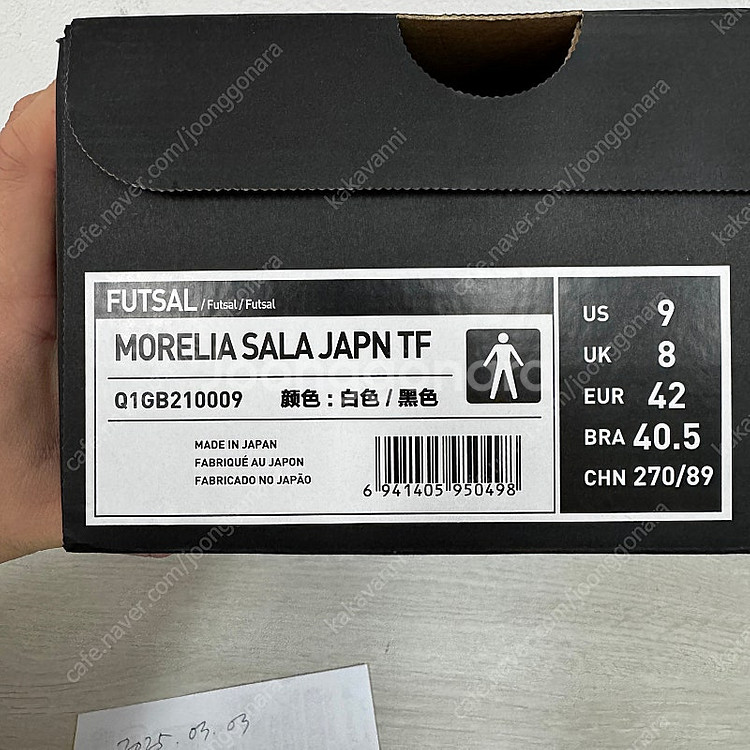 FUTSAL / Futsal / Futsal
MORELIA SALA JAPN TF
Q1GB210009 颜色 : 白色 / 黑色
MADE IN JAPAN
FABRIQUÉ AU JAPON
FABRICADO NO JAPÃO
6 941405 950498
US 9
UK 8
EUR 42
BRA 40.5
CHN 270/89
2025.03.03
cafe.naver.com/joonggonara
kakavanni